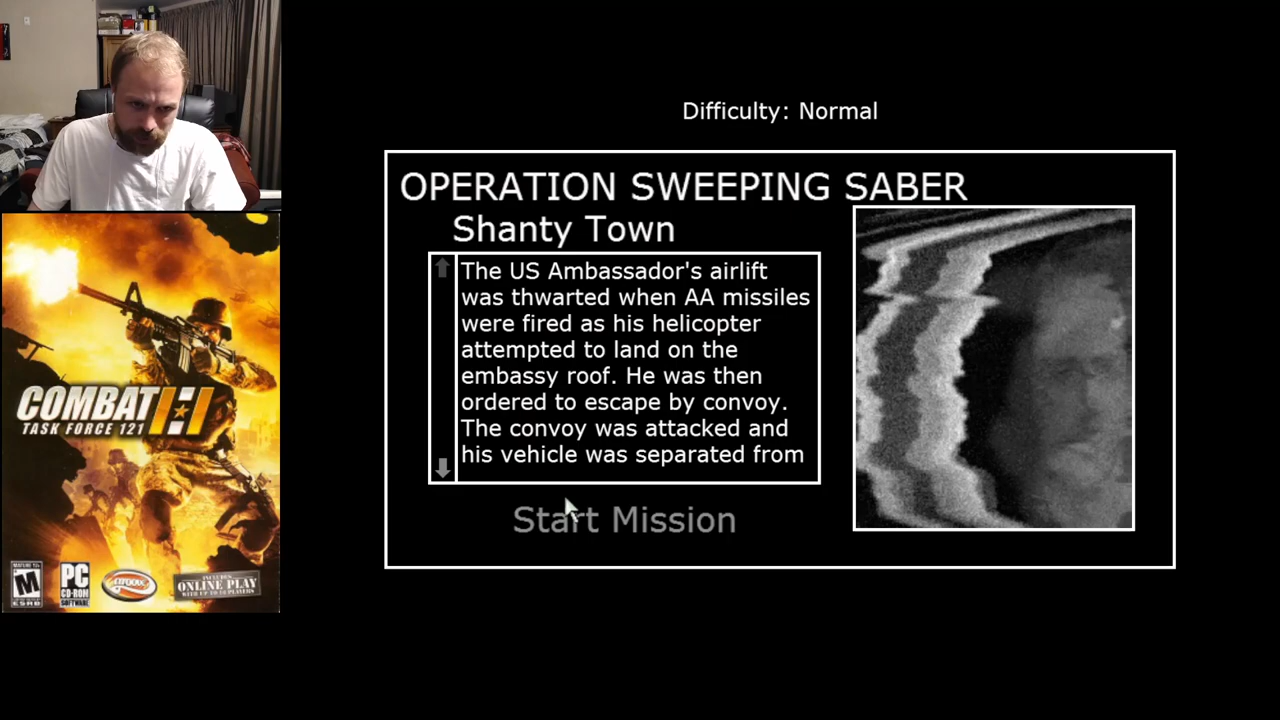 Difficulty: Normal
OPERATION SWEEPING SABER
Shanty Town
The US Ambassador's airlift
was thwarted when AA missiles
were fired as his helicopter
attempted to land on the
embassy roof. He was then
ordered to escape by convoy.
The convoy was attacked and
his vehicle was separated from
Start Mission
COMBAT
TASK FORCE 121
M
ESRB
PC
CD-ROM
SOFTWARE
ONLINE PLAY